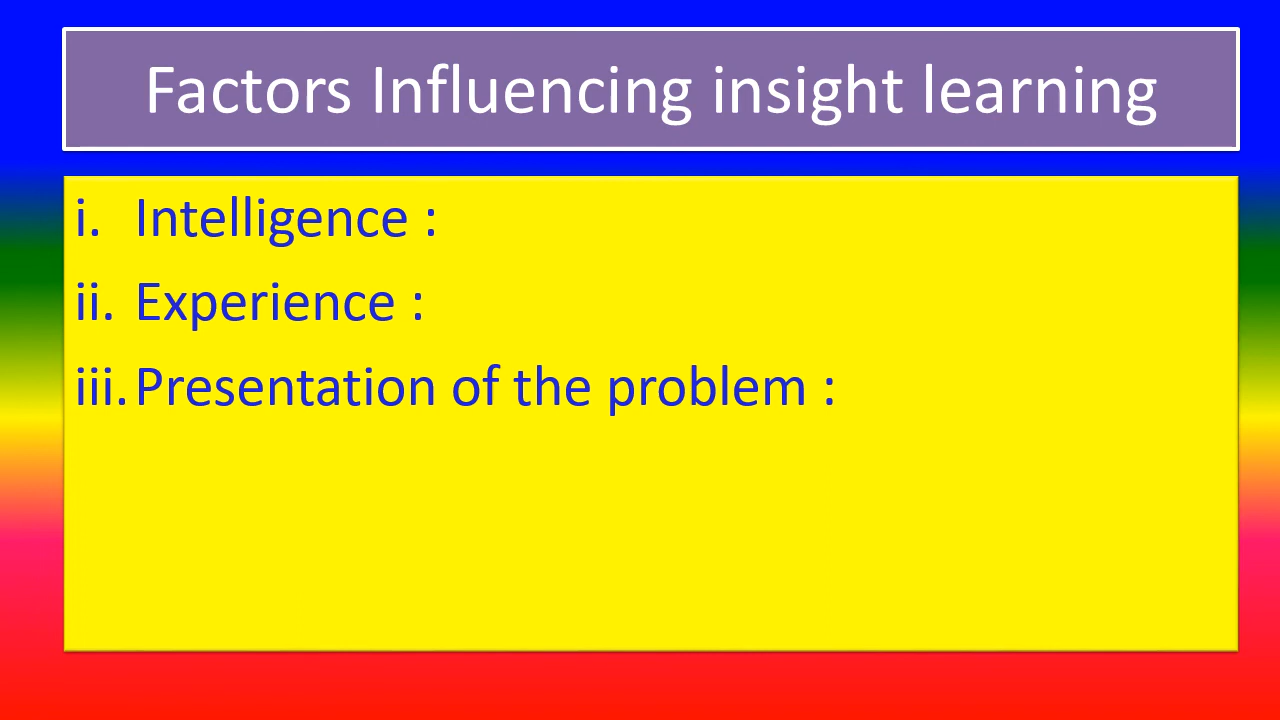 Factors Influencing insight learning
i. Intelligence :
ii. Experience :
iii. Presentation of the problem :